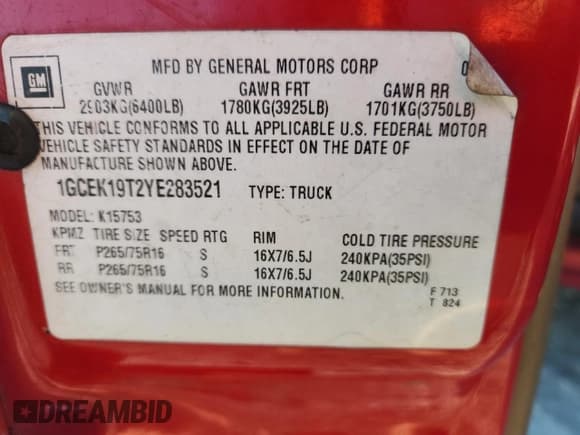 GM
MFD BY GENERAL MOTORS CORP 0
GVWR GAWR FRT GAWR RR
2903KG(6400LB) 1780KG(3925LB) 1701KG(3750LB)
THIS VEHICLE CONFORMS TO ALL APPLICABLE U.S. FEDERAL MOTOR
VEHICLE SAFETY STANDARDS IN EFFECT ON THE DATE OF
MANUFACTURE SHOWN ABOVE.
1GCEK19T2YE283521 TYPE: TRUCK
MODEL: K15753
KPMZ TIRE SIZE SPEED RTG RIM COLD TIRE PRESSURE
FRT P265/75R16 S 16X7/6.5J 240KPA(35PSI)
RR P265/75R16 S 16X7/6.5J 240KPA(35PSI)
SEE OWNER'S MANUAL FOR MORE INFORMATION.
F 713
T 824
DREAMBID